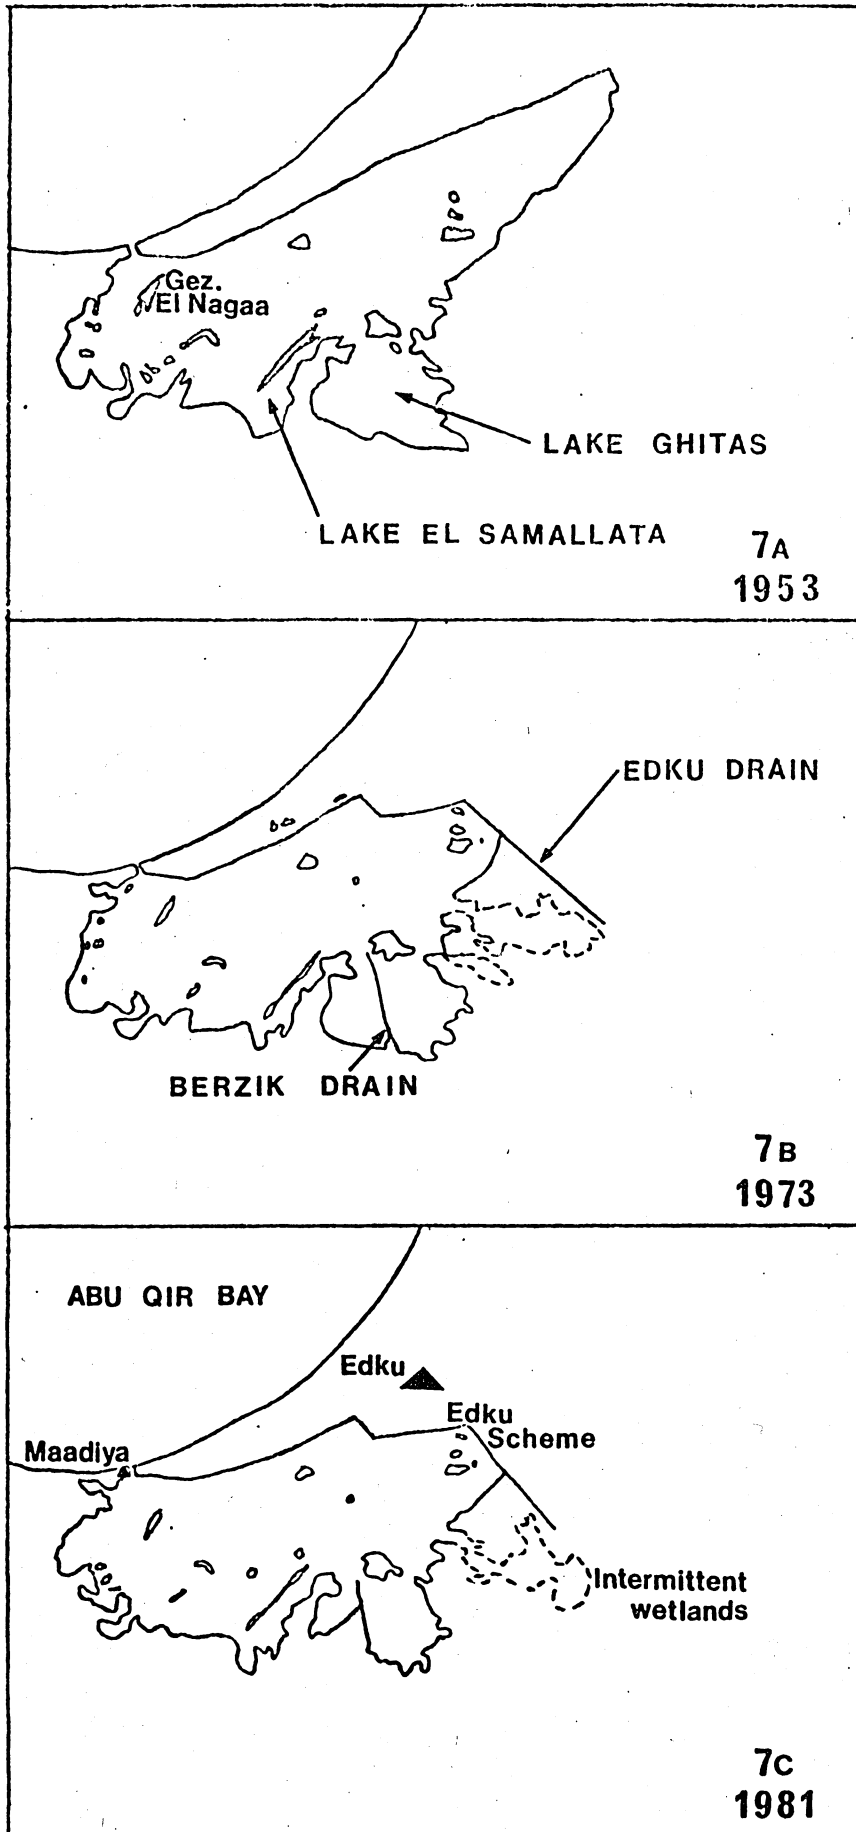 Gez.
El Nagaa
LAKE GHITAS
LAKE EL SAMALLATA
7A
1953
EDKU DRAIN
BERZIK DRAIN
7B
1973
ABU QIR BAY
Edku
Edku
Scheme
Maadiya
Intermittent
wetlands
7C
1981